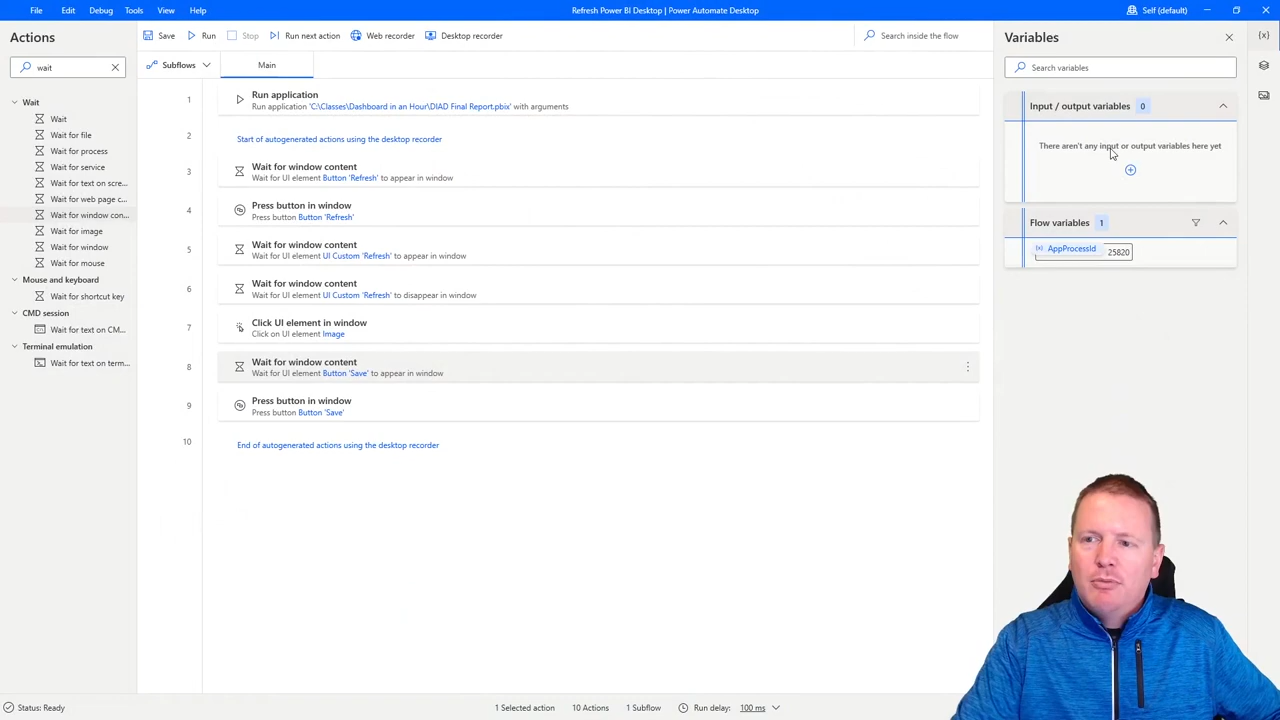 File Edit Debug Tools View Help Refresh Power BI Desktop | Power Automate Desktop Self (default)
Actions
wait
Wait
Wait
Wait for file
Wait for process
Wait for service
Wait for text on scre...
Wait for web page c...
Wait for window con...
Wait for image
Wait for window
Wait for mouse
Mouse and keyboard
Wait for shortcut key
CMD session
Wait for text on CM...
Terminal emulation
Wait for text on term...
Save Run Stop Run next action Web recorder Desktop recorder Search inside the flow
Subflows Main
1 Run application
Run application 'C:\Classes\Dashboard in an Hour\DIAD Final Report.pbix' with arguments
2 Start of autogenerated actions using the desktop recorder
3 Wait for window content
Wait for UI element Button 'Refresh' to appear in window
4 Press button in window
Press button Button 'Refresh'
5 Wait for window content
Wait for UI element UI Custom 'Refresh' to appear in window
6 Wait for window content
Wait for UI element UI Custom 'Refresh' to disappear in window
7 Click UI element in window
Click on UI element Image
8 Wait for window content
Wait for UI element Button 'Save' to appear in window
9 Press button in window
Press button Button 'Save'
10 End of autogenerated actions using the desktop recorder
Variables
Search variables
Input / output variables 0
There aren't any input or output variables here yet
Flow variables 1
(x) AppProcessId 25820
{x}
Status: Ready 1 Selected action 10 Actions 1 Subflow Run delay: 100 ms